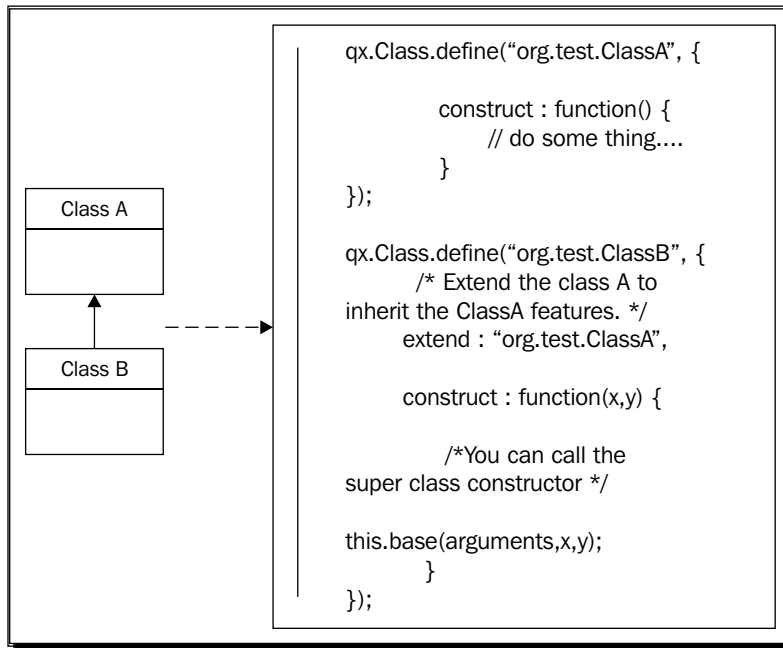 Class A
Class B
qx.Class.define(“org.test.ClassA”, {
construct : function() {
// do some thing....
}
});
qx.Class.define(“org.test.ClassB”, {
/* Extend the class A to
inherit the ClassA features. */
extend : “org.test.ClassA”,
construct : function(x,y) {
/*You can call the
super class constructor */
this.base(arguments,x,y);
}
});